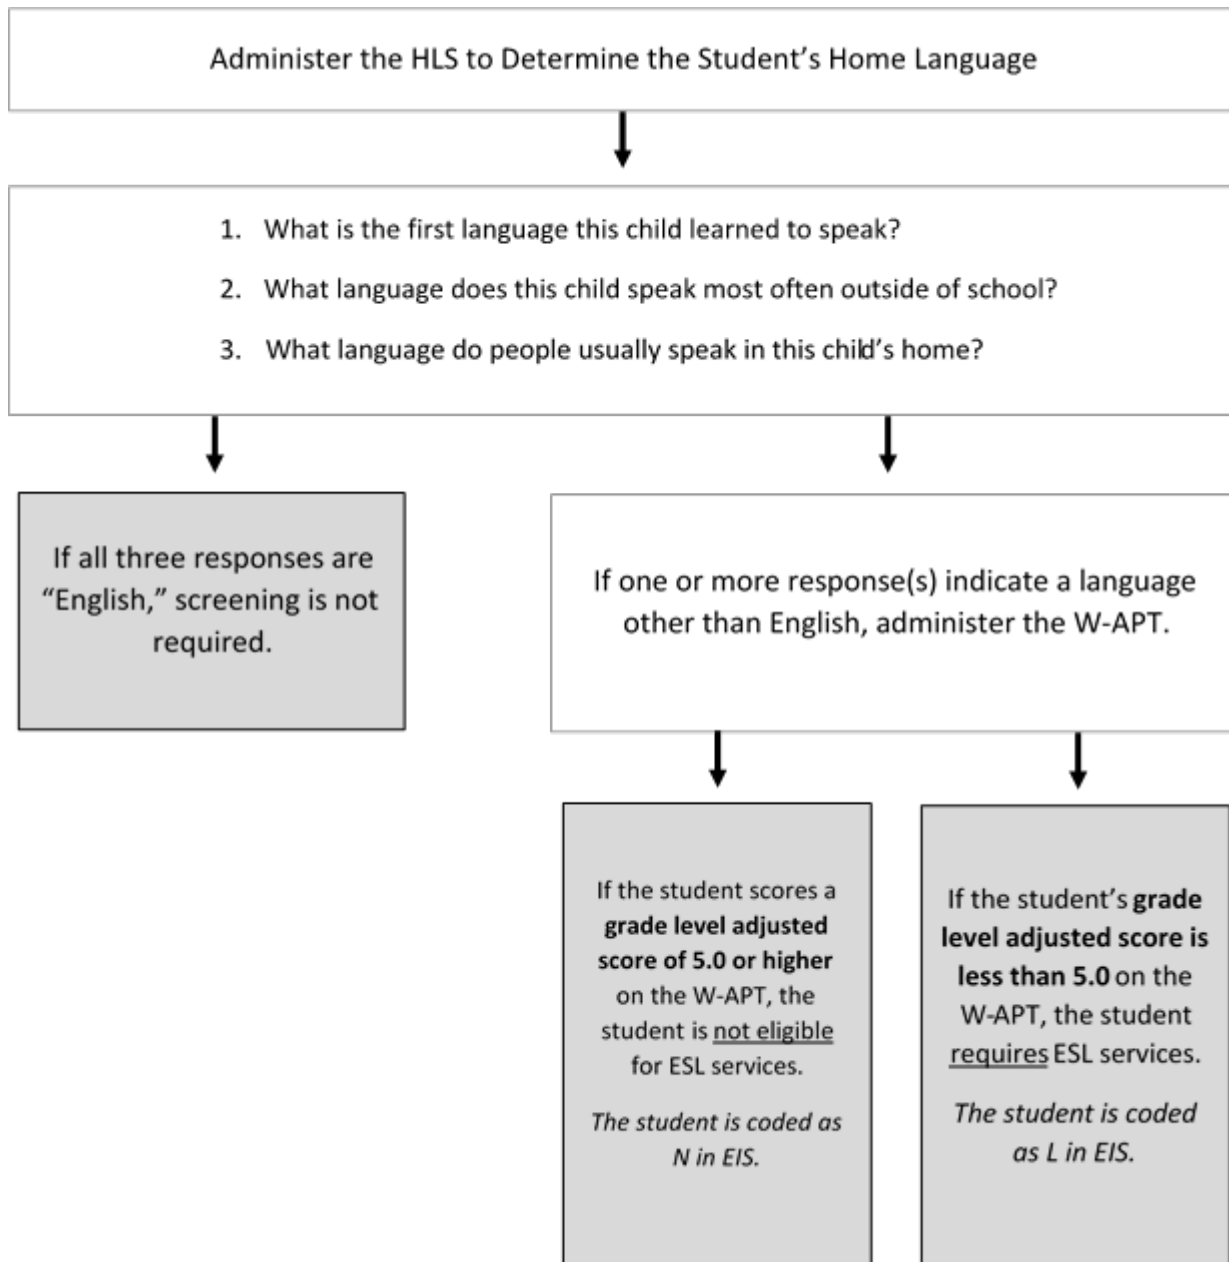 Administer the HLS to Determine the Student’s Home Language
1. What is the first language this child learned to speak?
2. What language does this child speak most often outside of school?
3. What language do people usually speak in this child’s home?
If all three responses are
“English,” screening is not
required.
If one or more response(s) indicate a language
other than English, administer the W-APT.
If the student scores a
grade level adjusted
score of 5.0 or higher
on the W-APT, the
student is not eligible
for ESL services.
The student is coded as
N in EIS.
If the student’s grade
level adjusted score is
less than 5.0 on the
W-APT, the student
requires ESL services.
The student is coded
as L in EIS.